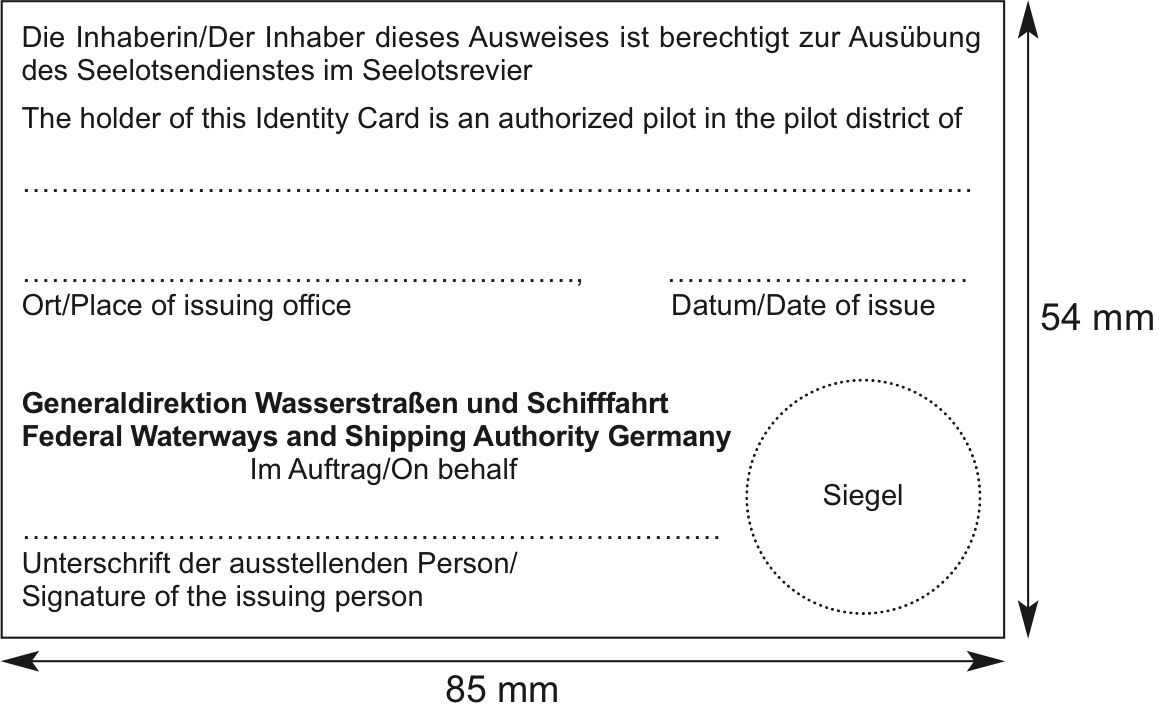 Die Inhaberin/Der Inhaber dieses Ausweises ist berechtigt zur Ausübung
des Seelotsendienstes im Seelotsrevier
The holder of this Identity Card is an authorized pilot in the pilot district of
................................................................................................
........................................................, ..............................
Ort/Place of issuing office Datum/Date of issue
54 mm
Generaldirektion Wasserstraßen und Schifffahrt
Federal Waterways and Shipping Authority Germany
Im Auftrag/On behalf
Siegel
......................................................................
Unterschrift der ausstellenden Person/
Signature of the issuing person
85 mm